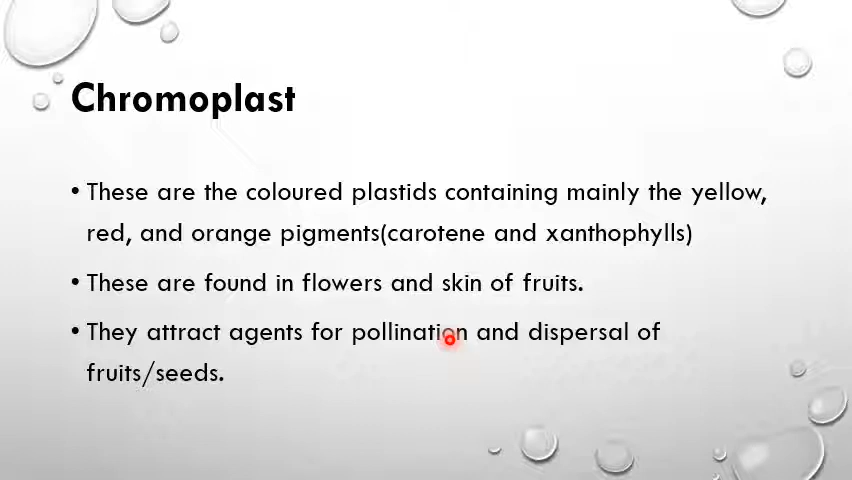 Chromoplast
• These are the coloured plastids containing mainly the yellow,
red, and orange pigments(carotene and xanthophylls)
• These are found in flowers and skin of fruits.
• They attract agents for pollination and dispersal of
fruits/seeds.